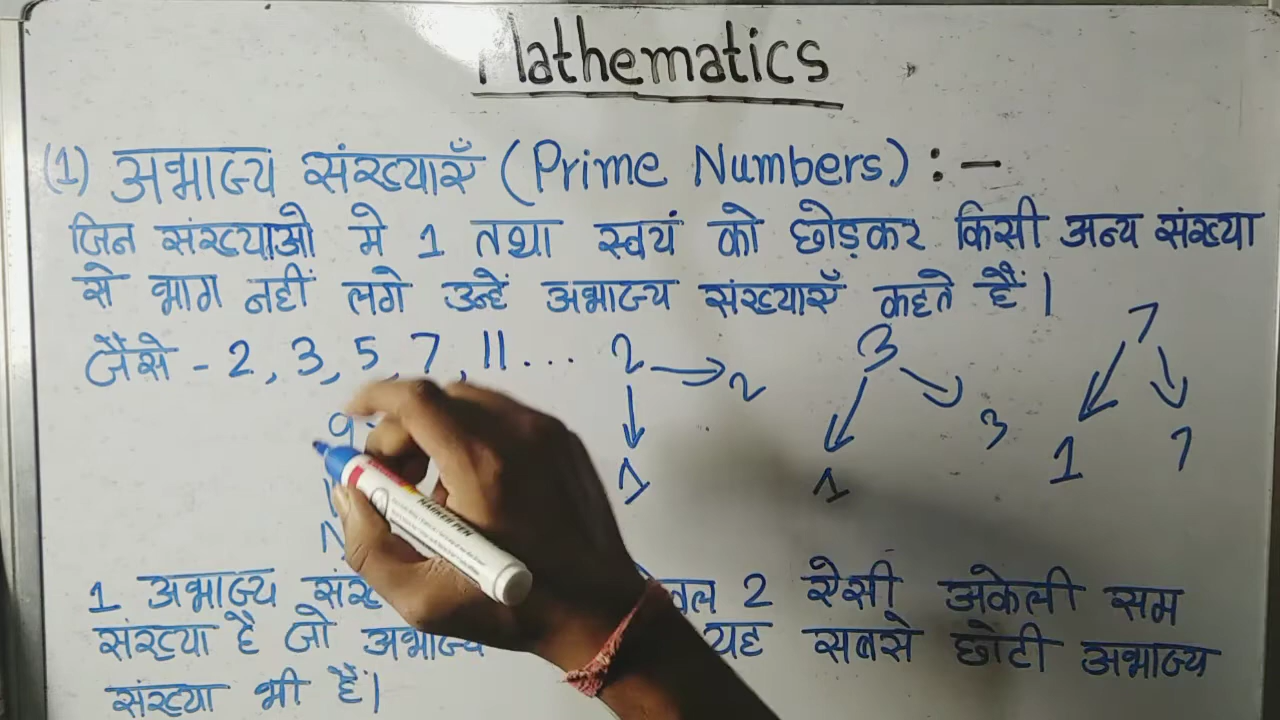 Mathematics
(1) अभाज्य संख्याएँ (Prime Numbers) : -
जिन संख्याओ मे 1 तथा स्वयं को छोड़कर किसी अन्य संख्या
से भाग नहीं लगे उन्हें अभाज्य संख्याएँ कहते हैं।
जैसे - 2, 3, 5, 7, 11... 2 → 2 3 7
9
1 1 3 1 7
1 अभाज्य 2 ऐसी अकेली सम
संख्या है जो अभाज्य यह सबसे छोटी अभाज्य
संख्या भी हैं।